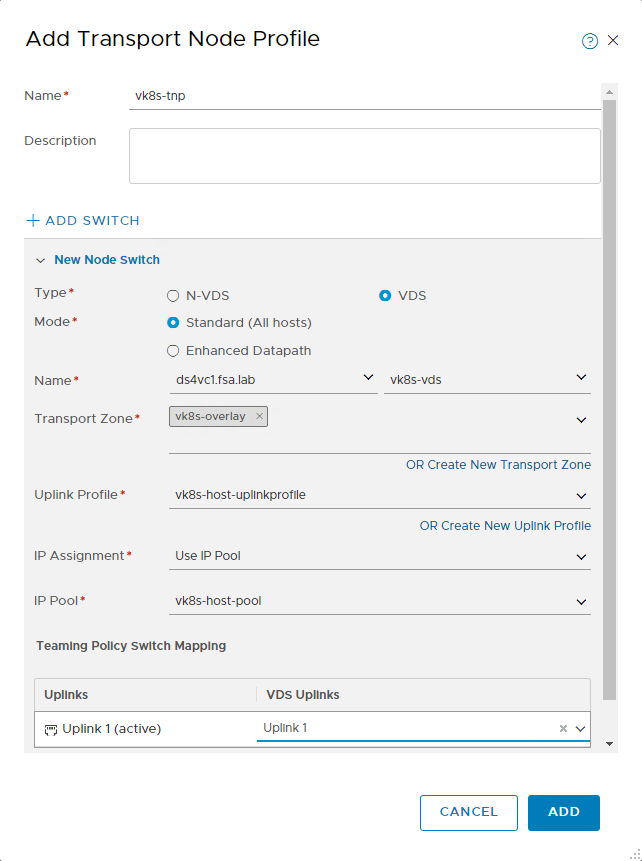 Add Transport Node Profile
Name* vk8s-tnp
Description
ADD SWITCH
New Node Switch
Type* N-VDS VDS
Mode* Standard (All hosts)
Enhanced Datapath
Name* ds4vc1.fsa.lab vk8s-vds
Transport Zone* vk8s-overlay ×
OR Create New Transport Zone
Uplink Profile* vk8s-host-uplinkprofile
OR Create New Uplink Profile
IP Assignment* Use IP Pool
IP Pool* vk8s-host-pool
Teaming Policy Switch Mapping
Uplinks VDS Uplinks
Uplink 1 (active) Uplink 1
CANCEL ADD